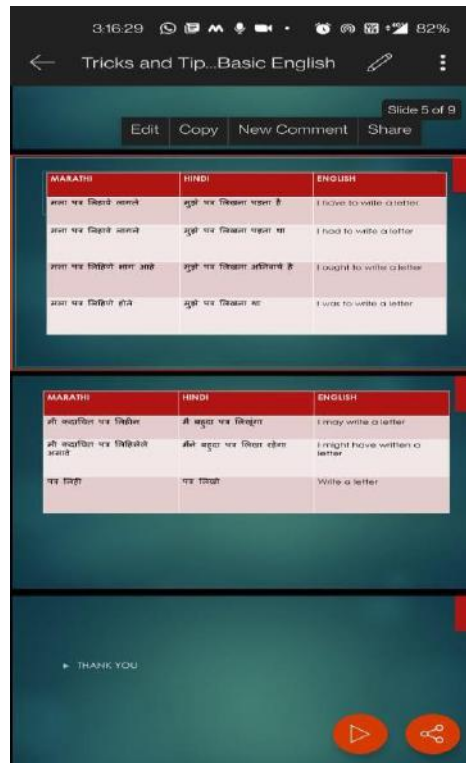 3:16:29 82%
Tricks and Tip...Basic English
Slide 5 of 9
Edit Copy New Comment Share
MARATHI HINDI ENGLISH
मला पत्र लिहावे लागते मुझे पत्र लिखना पड़ता है I have to write a letter
मला पत्र लिहावे लागले मुझे पत्र लिखना पड़ा था I had to write a letter
मला पत्र लिहिणे भाग आहे मुझे पत्र लिखना अनिवार्य है I ought to write a letter
मला पत्र लिहिणे होते मुझे पत्र लिखना था I was to write a letter
MARATHI HINDI ENGLISH
मी कदाचित पत्र लिहीन मैं बहुदा पत्र लिखूंगा I may write a letter
मी कदाचित पत्र लिहिलेले मैंने बहुदा पत्र लिखा रहेगा I might have written a
असावे letter
पत्र लिही पत्र लिखो Write a letter
THANK YOU